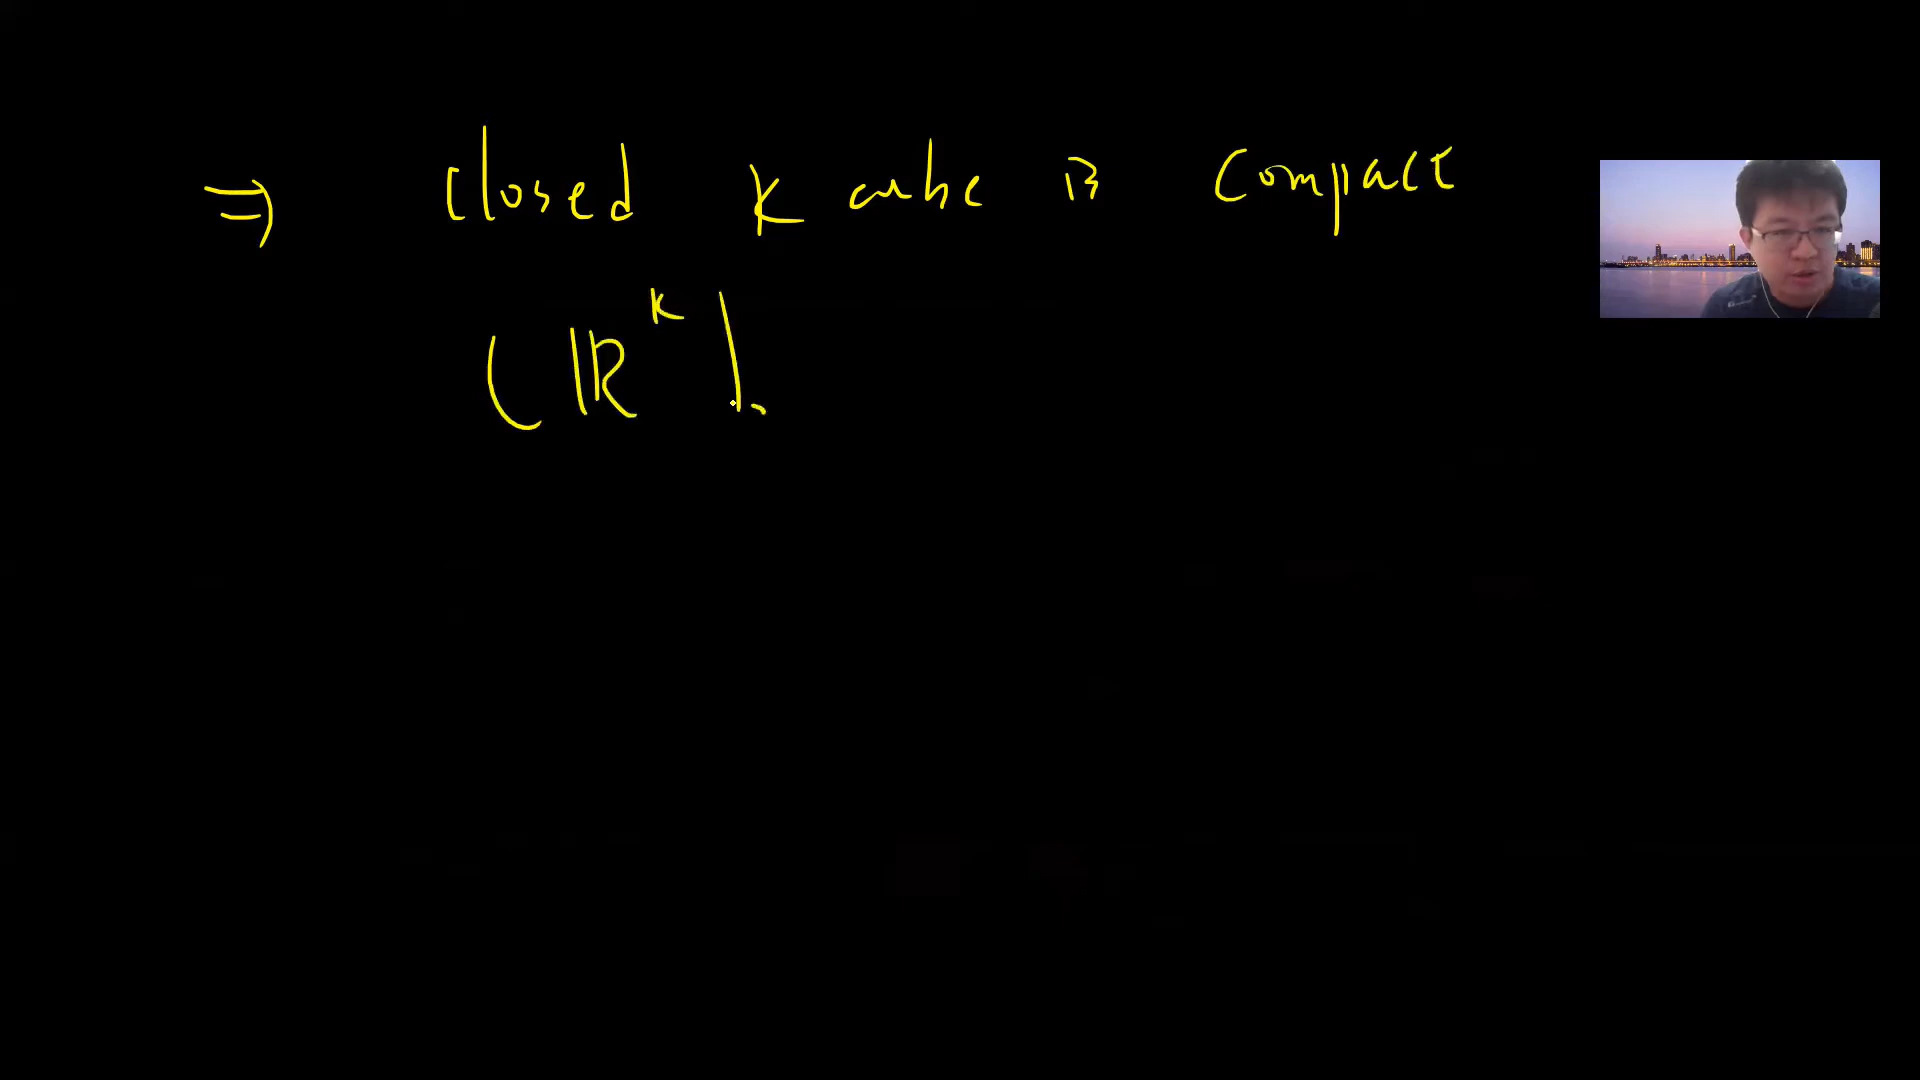 ⇒ closed k cube is compact
(ℝ^k).